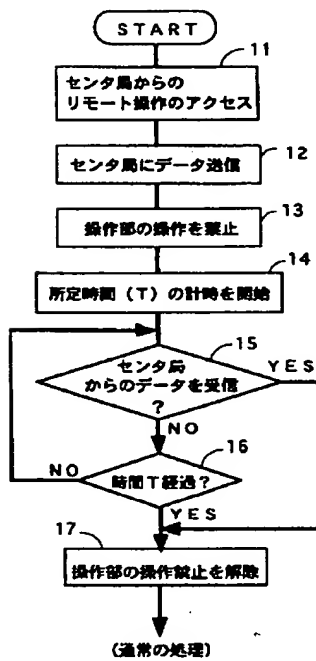 START
11
センタ局からの
リモート操作のアクセス
12
センタ局にデータ送信
13
操作部の操作を禁止
14
所定時間（T）の計時を開始
15
センタ局
からのデータを受信
？
YES
NO
16
NO
時間T経過？
YES
17
操作部の操作禁止を解除
(通常の処理)